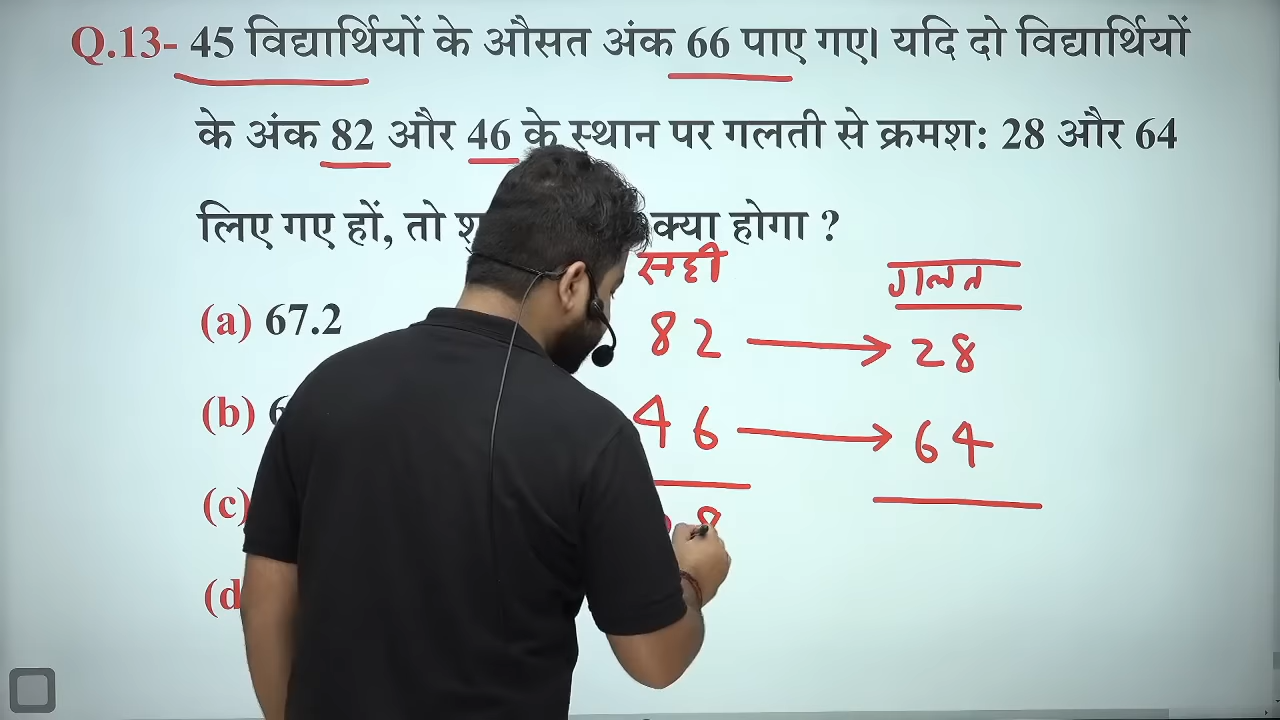 Q.13- 45 विद्यार्थियों के औसत अंक 66 पाए गए। यदि दो विद्यार्थियों
के अंक 82 और 46 के स्थान पर गलती से क्रमश: 28 और 64
लिए गए हों, तो क्या होगा ?
सही गलत
(a) 67.2
82 28
(b)
46 64
(c)
8
(d